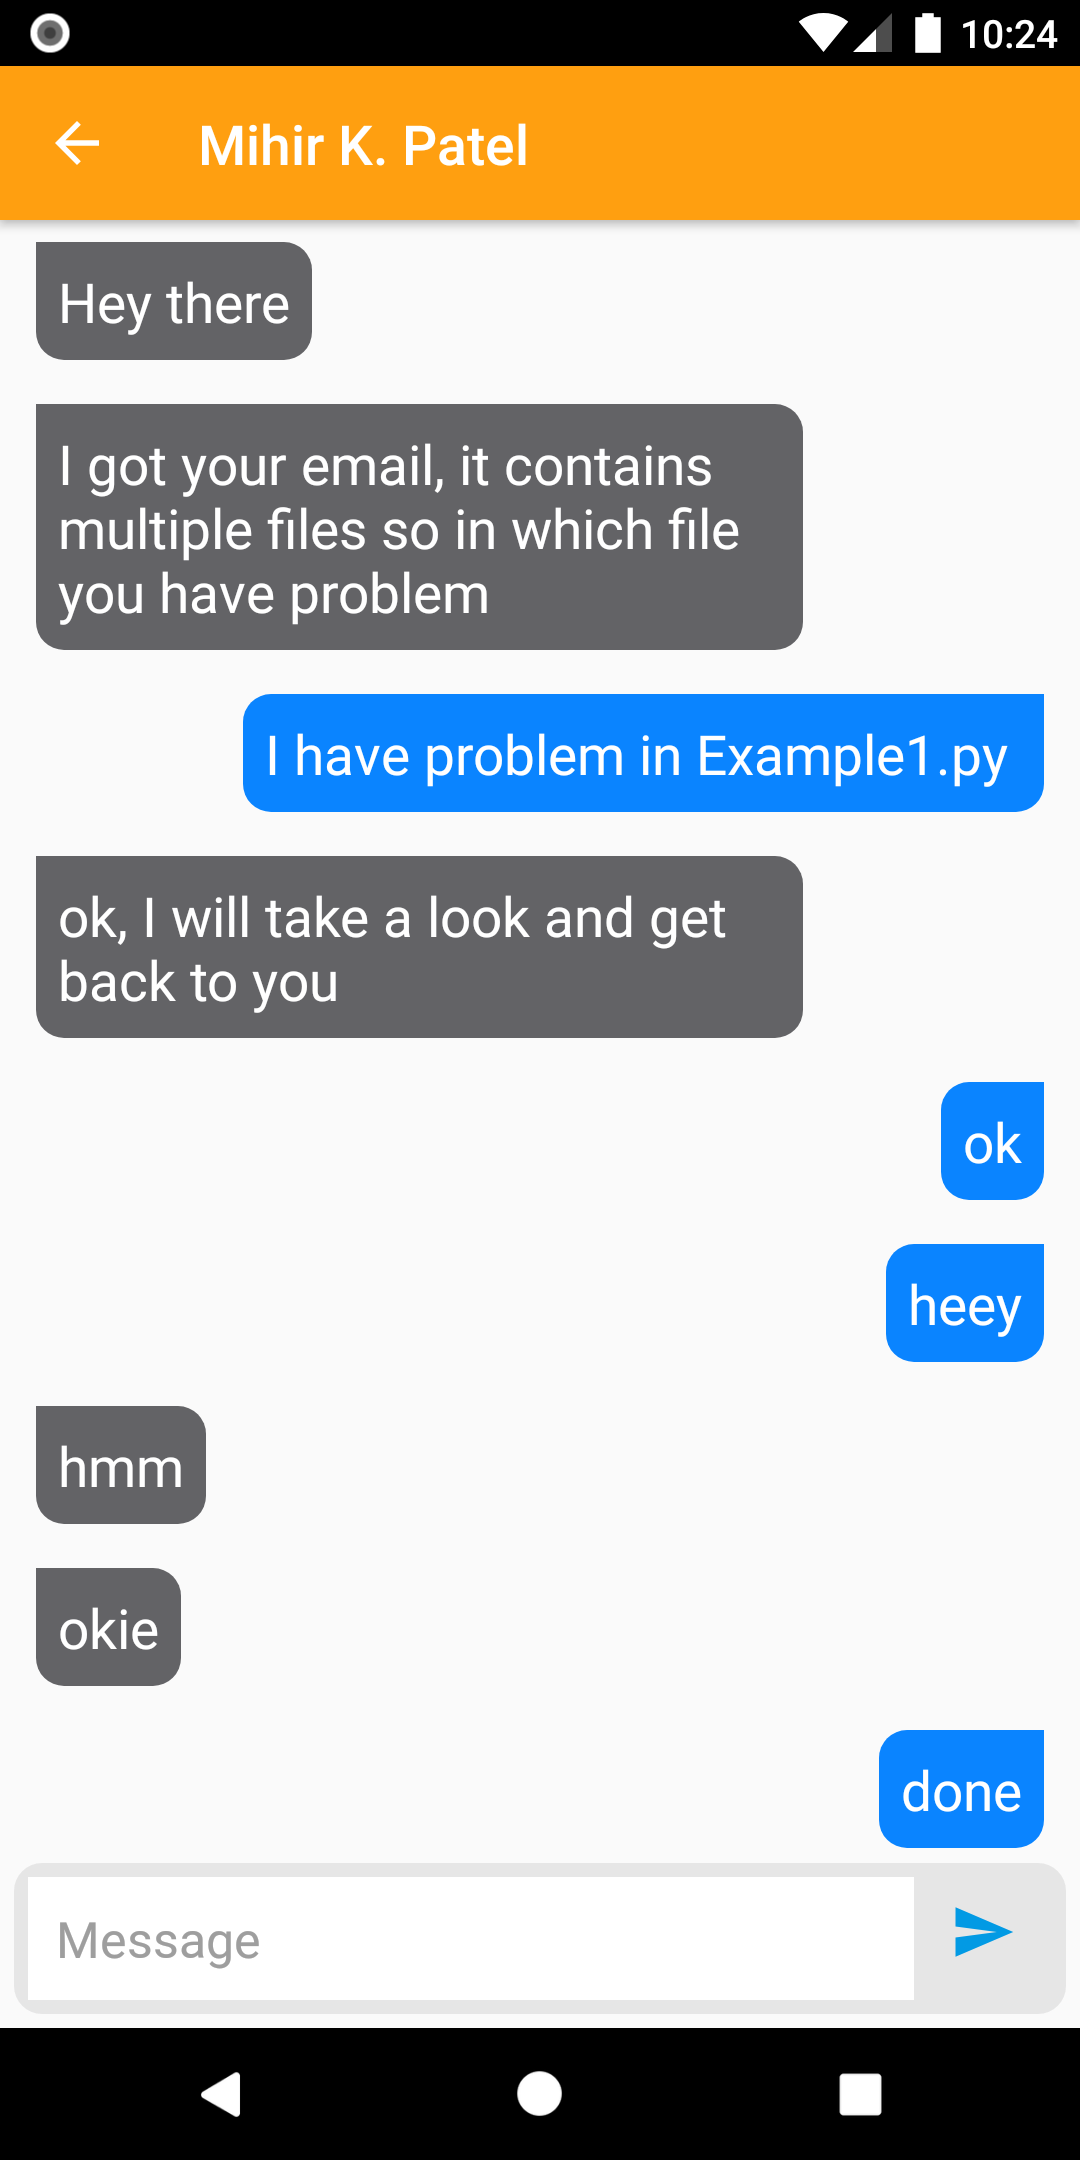 10:24
Mihir K. Patel
Hey there
I got your email, it contains
multiple files so in which file
you have problem
I have problem in Example1.py
ok, I will take a look and get
back to you
ok
heey
hmm
okie
done
Message